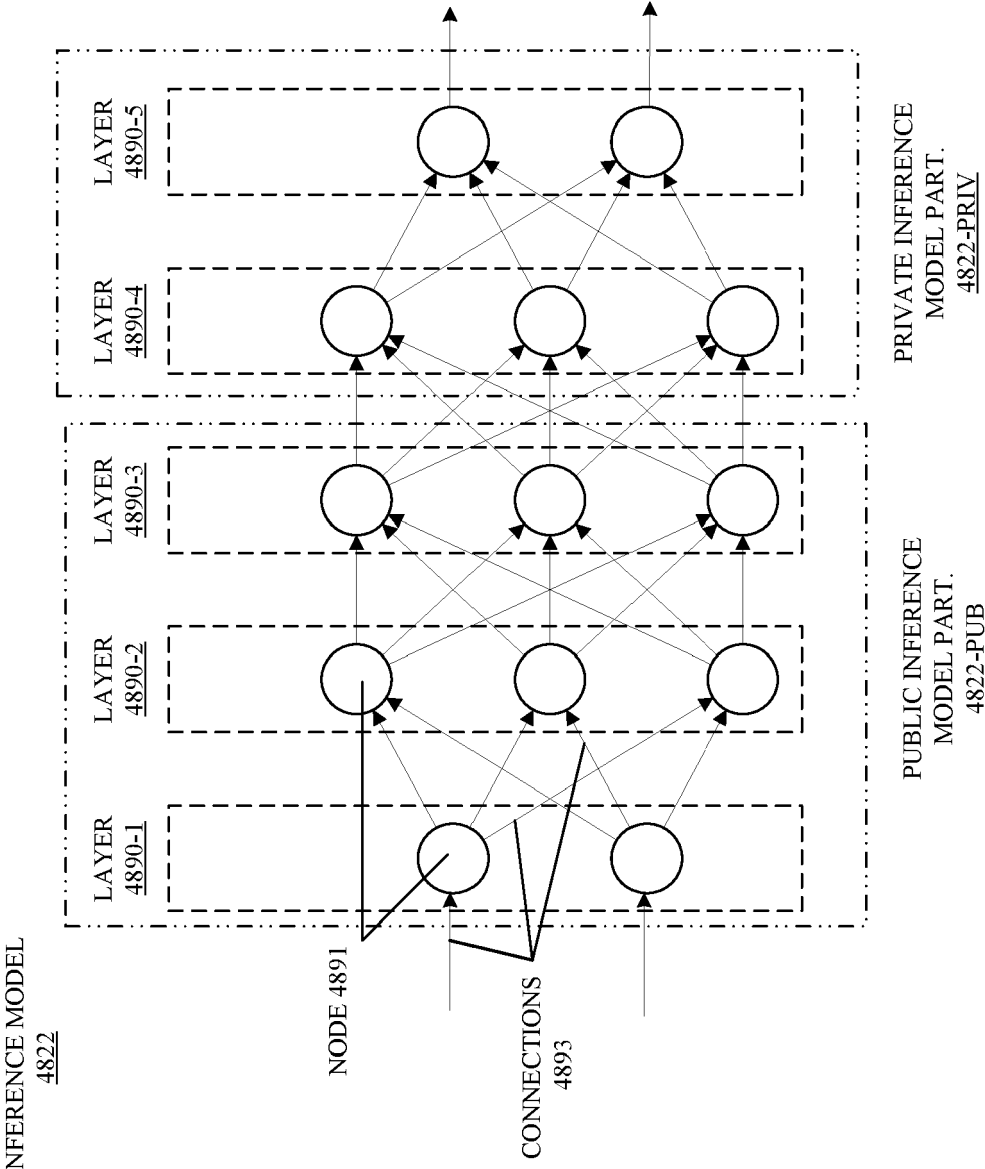 NFERENCE MODEL
4822
LAYER
4890-1
LAYER
4890-2
LAYER
4890-3
LAYER
4890-4
LAYER
4890-5
NODE 4891
CONNECTIONS
4893
PUBLIC INFERENCE
MODEL PART.
4822-PUB
PRIVATE INFERENCE
MODEL PART.
4822-PRIV